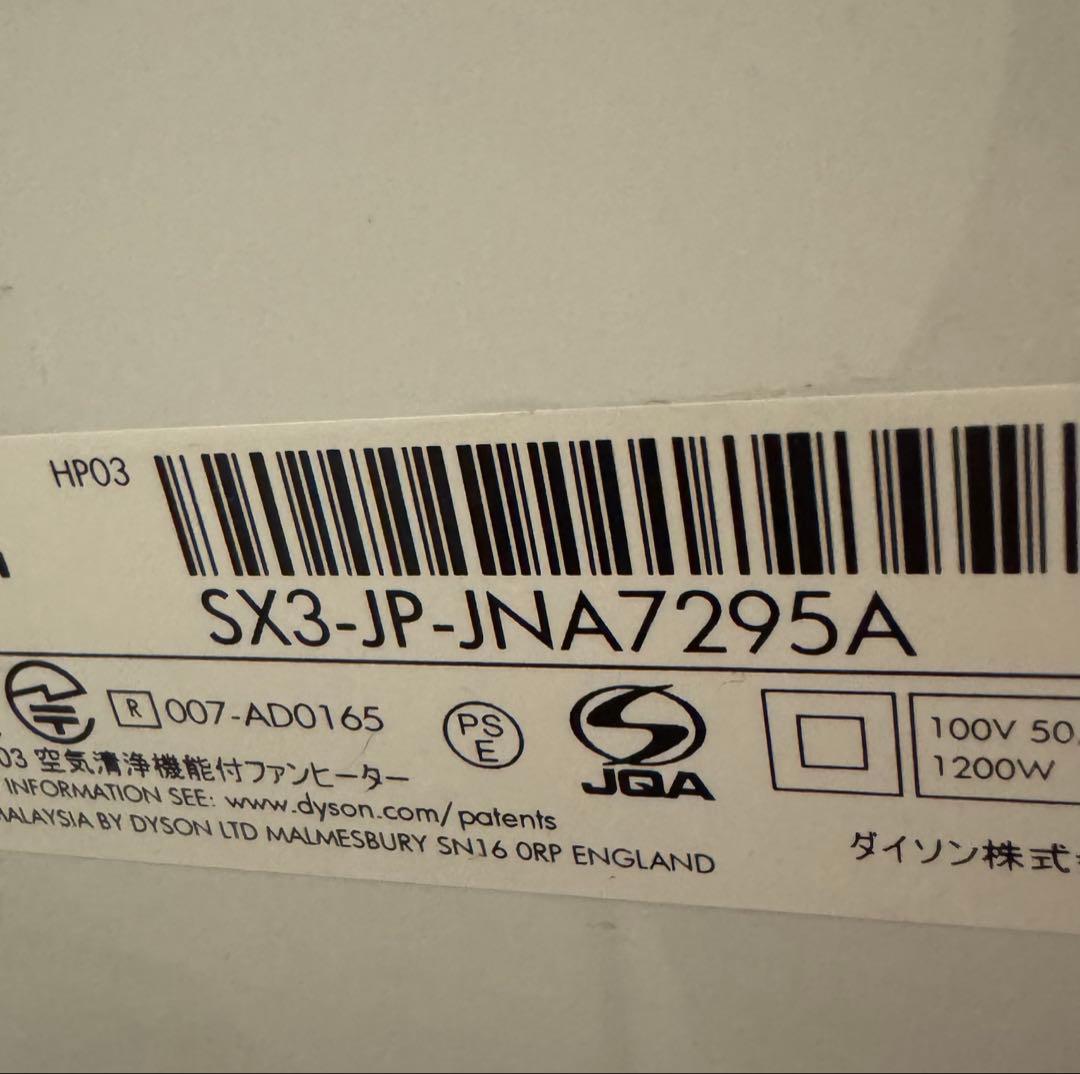 HP03
SX3-JP-JNA7295A
R 007-AD0165
PS
E
JQA
100V 50
1200W
03 空気清浄機能付ファンヒーター
INFORMATION SEE: www.dyson.com/patents
MALAYSIA BY DYSON LTD MALMESBURY SN16 0RP ENGLAND
ダイソン株式